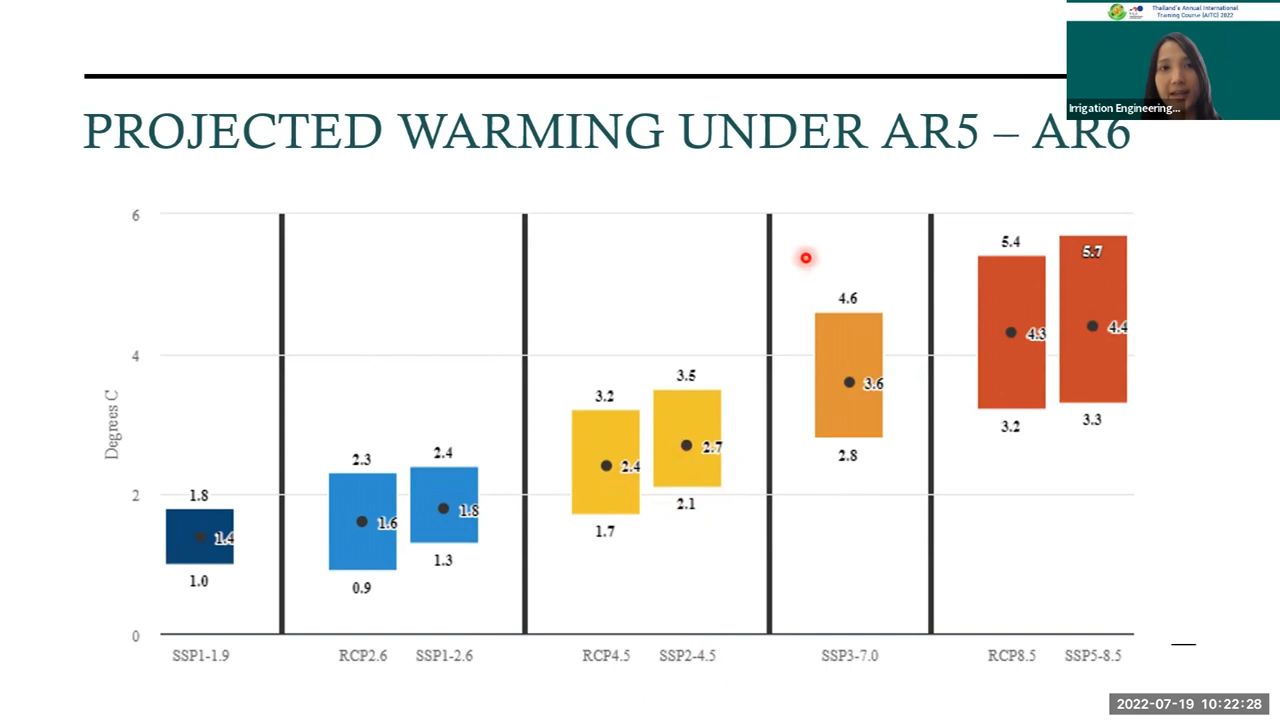 Thailand's Annual International
Training Course (AITC) 2022
Irrigation Engineering...
PROJECTED WARMING UNDER AR5 – AR6
Degrees C
6
4
2
0
1.8
1.4
1.0
2.3
1.6
0.9
2.4
1.8
1.3
3.2
2.4
1.7
3.5
2.7
2.1
4.6
3.6
2.8
5.4
4.3
3.2
5.7
4.4
3.3
SSP1-1.9
RCP2.6
SSP1-2.6
RCP4.5
SSP2-4.5
SSP3-7.0
RCP8.5
SSP5-8.5
2022-07-19 10:22:28